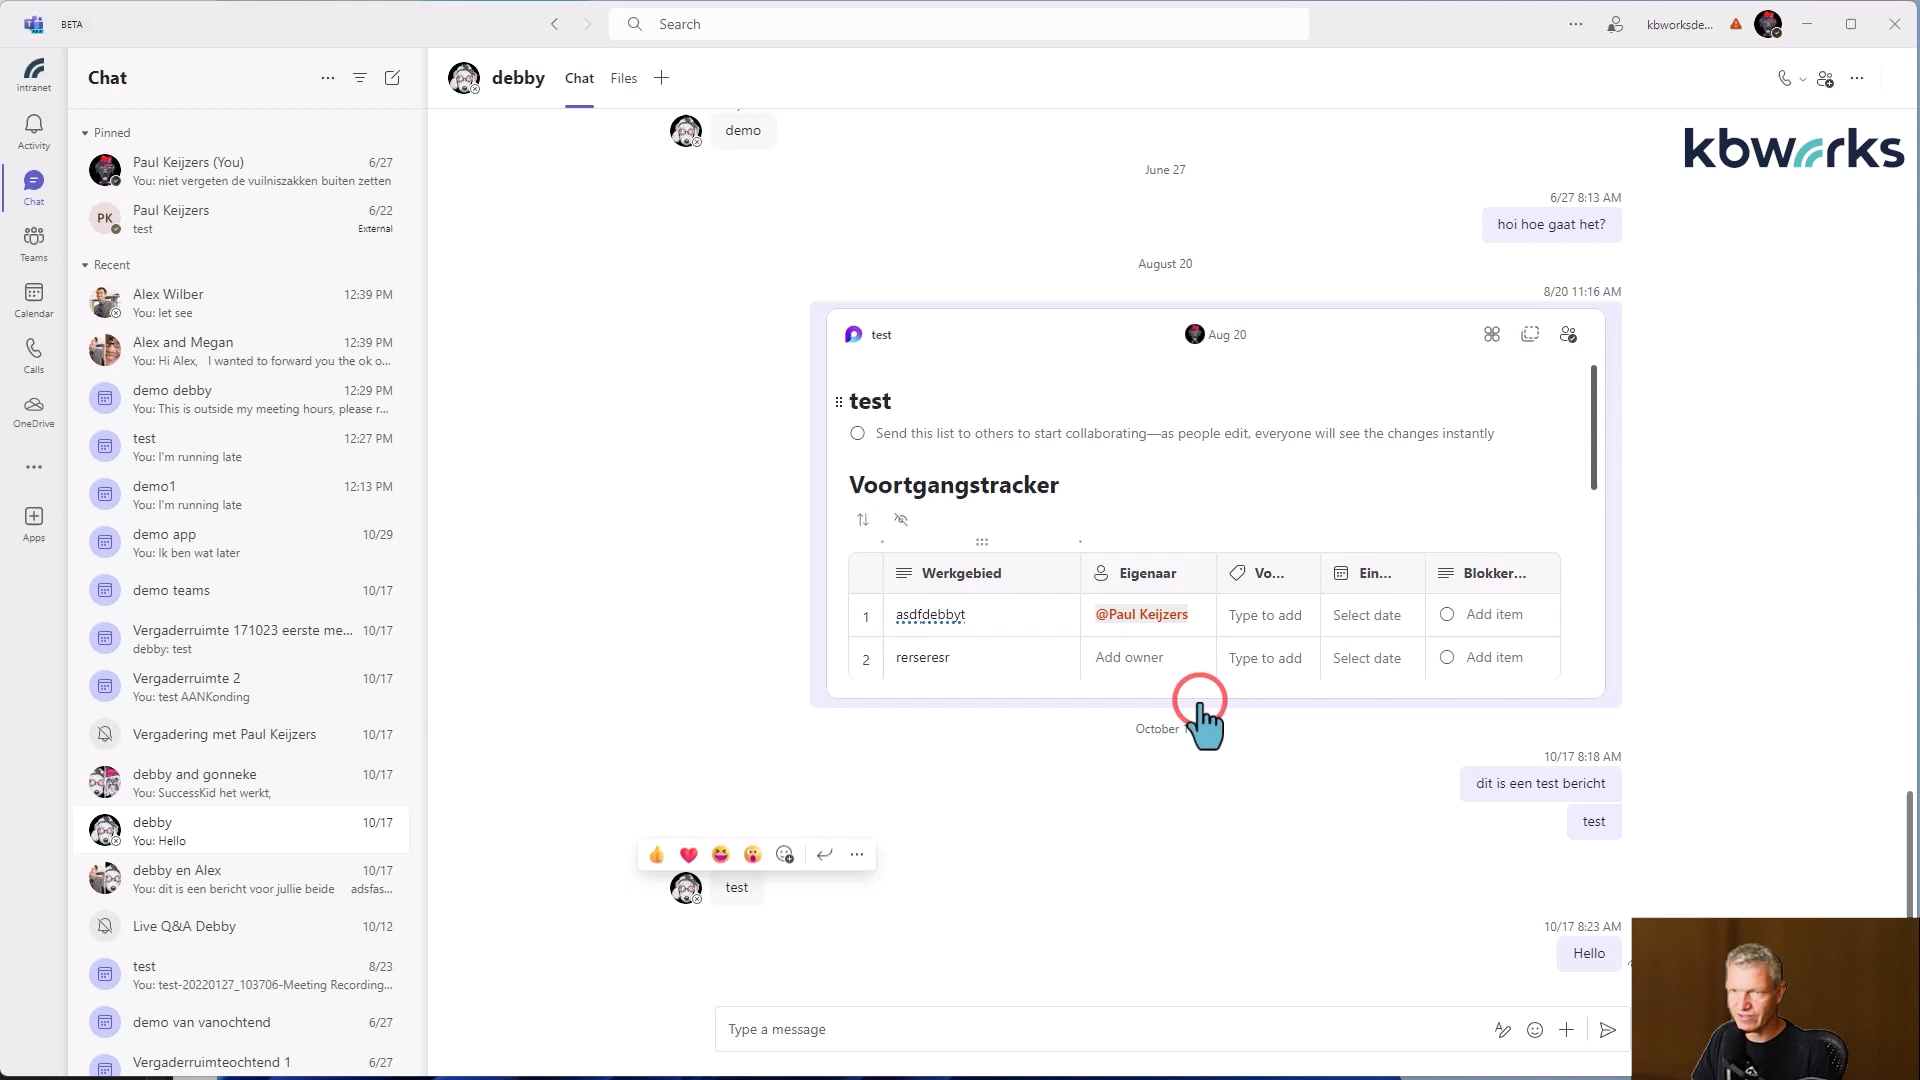 BETA
Search
kbworksde...
intranet
Activity
Chat
Teams
Calendar
Calls
OneDrive
Apps
Chat
Pinned
Paul Keijzers (You) 6/27
You: niet vergeten de vuilniszakken buiten zetten
PK
Paul Keijzers 6/22
test External
Recent
Alex Wilber 12:39 PM
You: let see
Alex and Megan 12:39 PM
You: Hi Alex, I wanted to forward you the ok o...
demo debby 12:29 PM
You: This is outside my meeting hours, please r...
test 12:27 PM
You: I'm running late
demo1 12:13 PM
You: I'm running late
demo app 10/29
You: Ik ben wat later
demo teams 10/17
Vergaderruimte 171023 eerste me... 10/17
debby: test
Vergaderruimte 2 10/17
You: test AANKonding
Vergadering met Paul Keijzers 10/17
debby and gonneke 10/17
You: SuccessKid het werkt,
debby 10/17
You: Hello
debby en Alex 10/17
You: dit is een bericht voor jullie beide adsfas...
Live Q&A Debby 10/12
test 8/23
You: test-20220127_103706-Meeting Recording...
demo van vanochtend 6/27
Vergaderruimteochtend 1 6/27
debby Chat Files
kbworks
demo
June 27
6/27 8:13 AM
hoi hoe gaat het?
August 20
8/20 11:16 AM
test Aug 20
test
Send this list to others to start collaborating—as people edit, everyone will see the changes instantly
Voortgangstracker
Werkgebied Eigenaar Vo... Ein... Blokker...
1 asdfdebbyt @Paul Keijzers Type to add Select date Add item
2 rerseresr Add owner Type to add Select date Add item
October
10/17 8:18 AM
dit is een test bericht
test
test
10/17 8:23 AM
Hello
Type a message